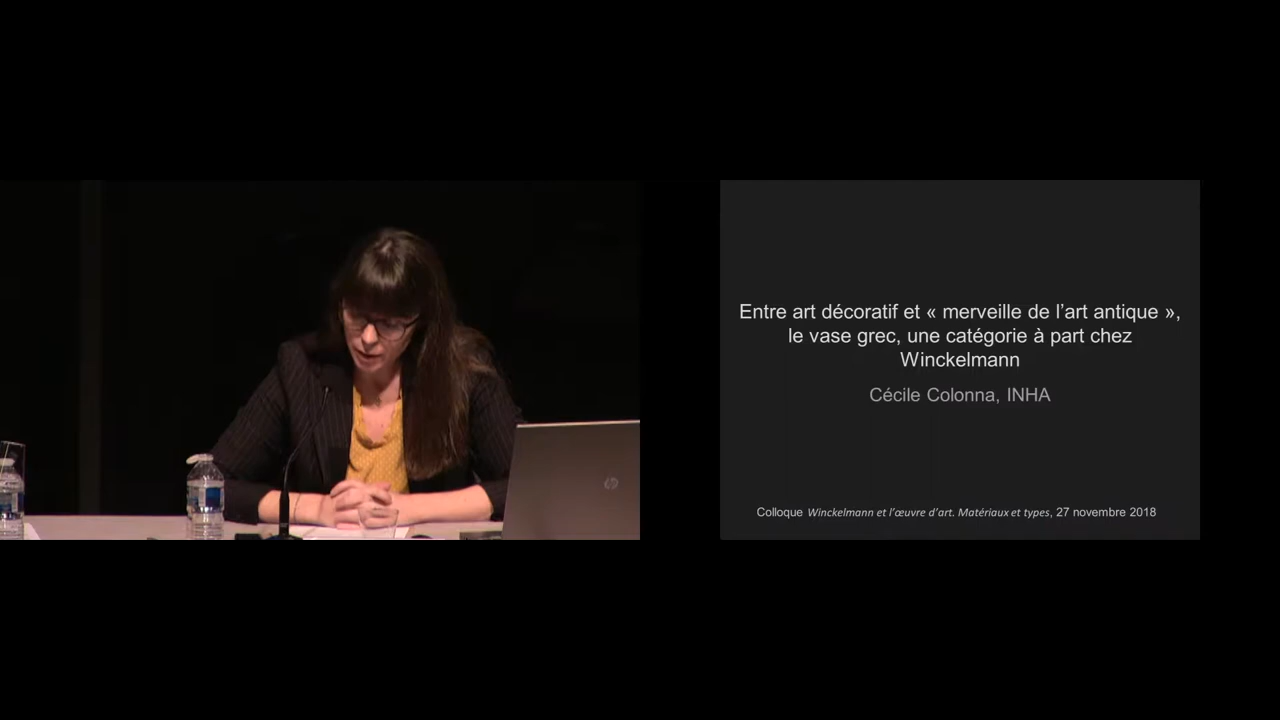 Entre art décoratif et « merveille de l’art antique »,
le vase grec, une catégorie à part chez
Winckelmann
Cécile Colonna, INHA
Colloque Winckelmann et l’œuvre d’art. Matériaux et types, 27 novembre 2018
hp